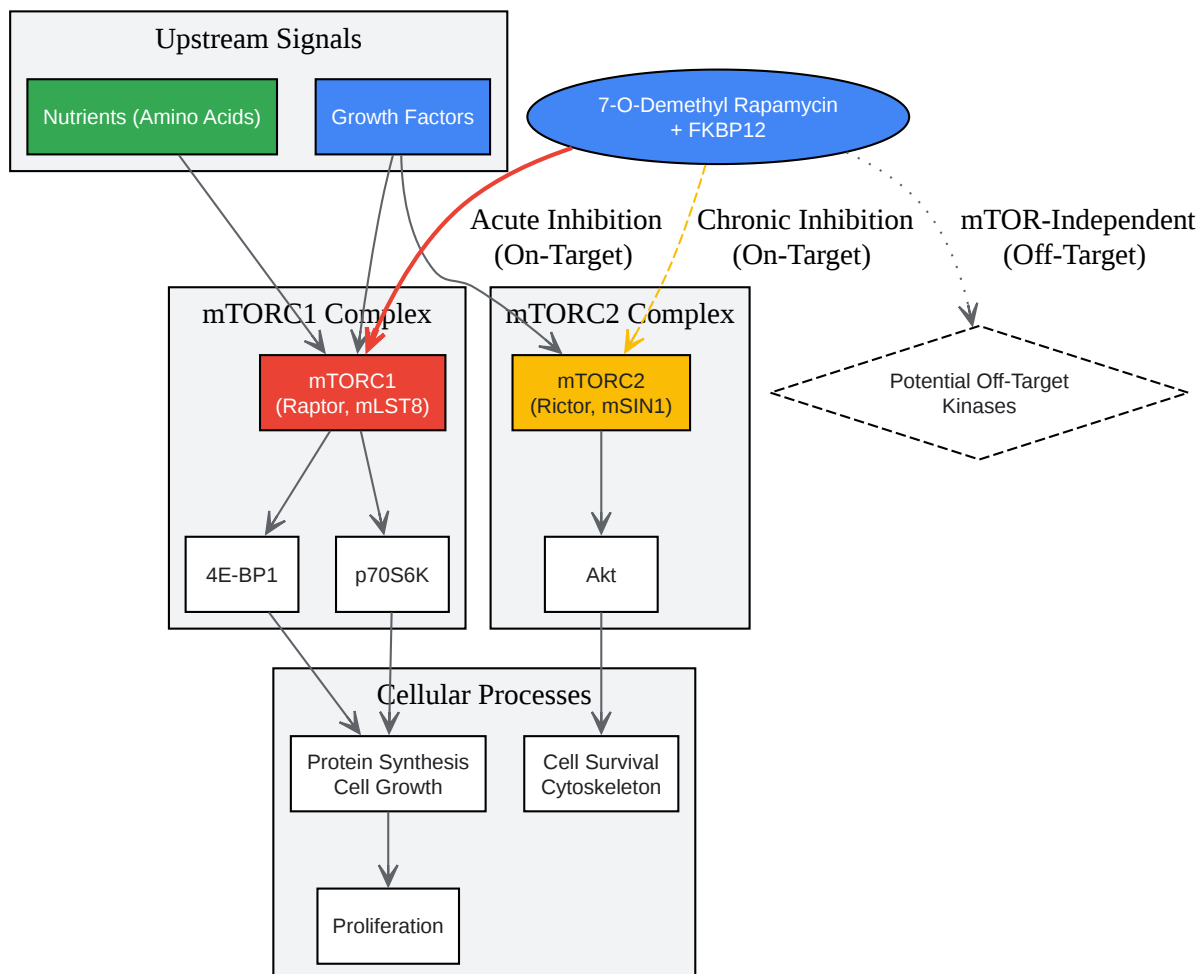 Upstream Signals
Nutrients (Amino Acids)
Growth Factors
7-O-Demethyl Rapamycin
+ FKBP12
Acute Inhibition
(On-Target)
Chronic Inhibition
(On-Target)
mTOR-Independent
(Off-Target)
mTORC1 Complex
mTORC2 Complex
mTORC1
(Raptor, mLST8)
mTORC2
(Rictor, mSIN1)
Potential Off-Target
Kinases
4E-BP1
p70S6K
Akt
Cellular Processes
Protein Synthesis
Cell Growth
Cell Survival
Cytoskeleton
Proliferation